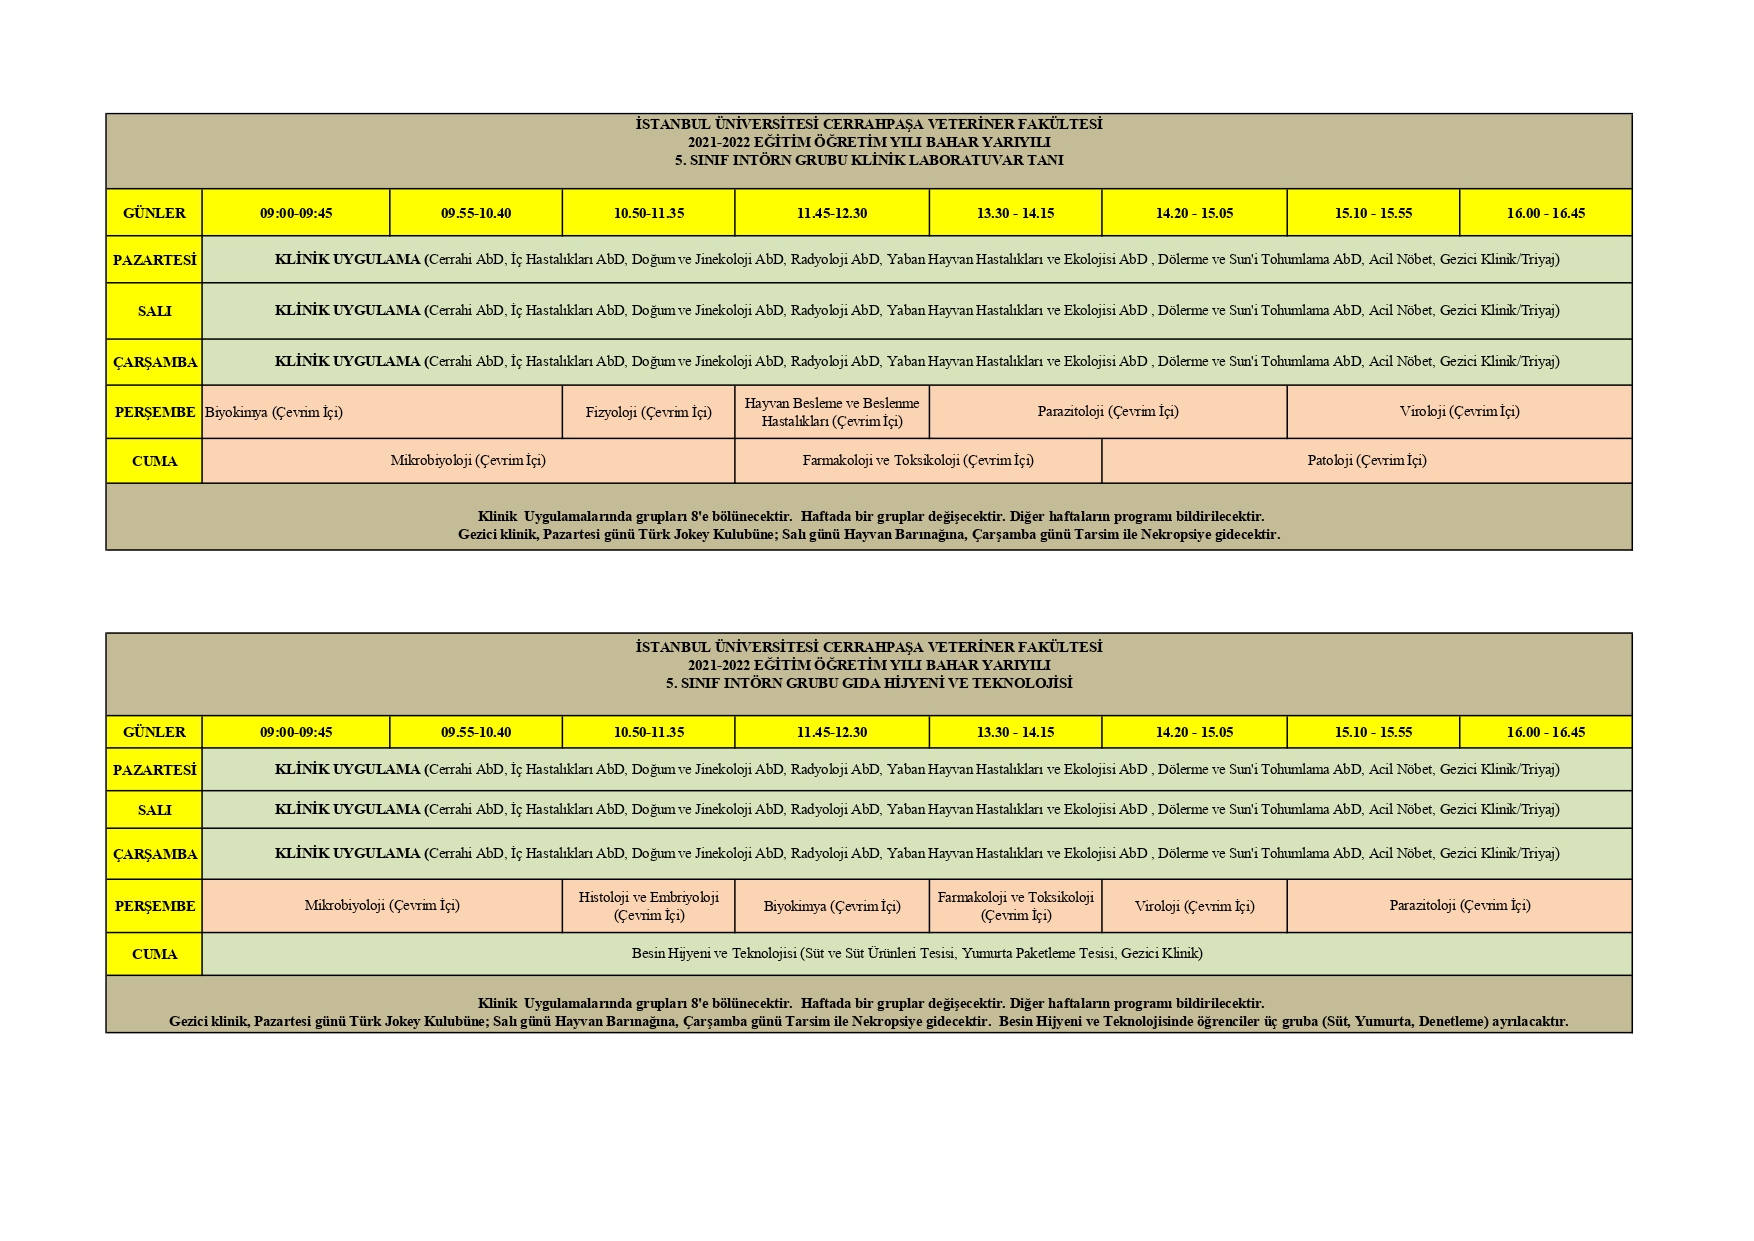 İSTANBUL ÜNİVERSİTESİ CERRAHPAŞA VETERİNER FAKÜLTESİ
2021-2022 EĞİTİM ÖĞRETİM YILI BAHAR YARIYILI
5. SINIF INTÖRN GRUBU KLİNİK LABORATUVAR TANI
GÜNLER 09:00-09:45 09.55-10.40 10.50-11.35 11.45-12.30 13.30 - 14.15 14.20 - 15.05 15.10 - 15.55 16.00 - 16.45
PAZARTESİ KLİNİK UYGULAMA (Cerrahi AbD, İç Hastalıkları AbD, Doğum ve Jinekoloji AbD, Radyoloji AbD, Yaban Hayvan Hastalıkları ve Ekolojisi AbD , Dölerme ve Sun'i Tohumlama AbD, Acil Nöbet, Gezici Klinik/Triyaj)
SALI KLİNİK UYGULAMA (Cerrahi AbD, İç Hastalıkları AbD, Doğum ve Jinekoloji AbD, Radyoloji AbD, Yaban Hayvan Hastalıkları ve Ekolojisi AbD , Dölerme ve Sun'i Tohumlama AbD, Acil Nöbet, Gezici Klinik/Triyaj)
ÇARŞAMBA KLİNİK UYGULAMA (Cerrahi AbD, İç Hastalıkları AbD, Doğum ve Jinekoloji AbD, Radyoloji AbD, Yaban Hayvan Hastalıkları ve Ekolojisi AbD , Dölerme ve Sun'i Tohumlama AbD, Acil Nöbet, Gezici Klinik/Triyaj)
PERŞEMBE Biyokimya (Çevrim İçi) Fizyoloji (Çevrim İçi) Hayvan Besleme ve Beslenme
Hastalıkları (Çevrim İçi) Parazitoloji (Çevrim İçi) Viroloji (Çevrim İçi)
CUMA Mikrobiyoloji (Çevrim İçi) Farmakoloji ve Toksikoloji (Çevrim İçi) Patoloji (Çevrim İçi)
Klinik Uygulamalarında grupları 8'e bölünecektir. Haftada bir gruplar değişecektir. Diğer haftaların programı bildirilecektir.
Gezici klinik, Pazartesi günü Türk Jokey Kulubüne; Salı günü Hayvan Barınağına, Çarşamba günü Tarsim ile Nekropsiye gidecektir.
İSTANBUL ÜNİVERSİTESİ CERRAHPAŞA VETERİNER FAKÜLTESİ
2021-2022 EĞİTİM ÖĞRETİM YILI BAHAR YARIYILI
5. SINIF INTÖRN GRUBU GIDA HİJYENİ VE TEKNOLOJİSİ
GÜNLER 09:00-09:45 09.55-10.40 10.50-11.35 11.45-12.30 13.30 - 14.15 14.20 - 15.05 15.10 - 15.55 16.00 - 16.45
PAZARTESİ KLİNİK UYGULAMA (Cerrahi AbD, İç Hastalıkları AbD, Doğum ve Jinekoloji AbD, Radyoloji AbD, Yaban Hayvan Hastalıkları ve Ekolojisi AbD , Dölerme ve Sun'i Tohumlama AbD, Acil Nöbet, Gezici Klinik/Triyaj)
SALI KLİNİK UYGULAMA (Cerrahi AbD, İç Hastalıkları AbD, Doğum ve Jinekoloji AbD, Radyoloji AbD, Yaban Hayvan Hastalıkları ve Ekolojisi AbD , Dölerme ve Sun'i Tohumlama AbD, Acil Nöbet, Gezici Klinik/Triyaj)
ÇARŞAMBA KLİNİK UYGULAMA (Cerrahi AbD, İç Hastalıkları AbD, Doğum ve Jinekoloji AbD, Radyoloji AbD, Yaban Hayvan Hastalıkları ve Ekolojisi AbD , Dölerme ve Sun'i Tohumlama AbD, Acil Nöbet, Gezici Klinik/Triyaj)
PERŞEMBE Mikrobiyoloji (Çevrim İçi) Histoloji ve Embriyoloji
(Çevrim İçi) Biyokimya (Çevrim İçi) Farmakoloji ve Toksikoloji
(Çevrim İçi) Viroloji (Çevrim İçi) Parazitoloji (Çevrim İçi)
CUMA Besin Hijyeni ve Teknolojisi (Süt ve Süt Ürünleri Tesisi, Yumurta Paketleme Tesisi, Gezici Klinik)
Klinik Uygulamalarında grupları 8'e bölünecektir. Haftada bir gruplar değişecektir. Diğer haftaların programı bildirilecektir.
Gezici klinik, Pazartesi günü Türk Jokey Kulubüne; Salı günü Hayvan Barınağına, Çarşamba günü Tarsim ile Nekropsiye gidecektir. Besin Hijyeni ve Teknolojisinde öğrenciler üç gruba (Süt, Yumurta, Denetleme) ayrılacaktır.